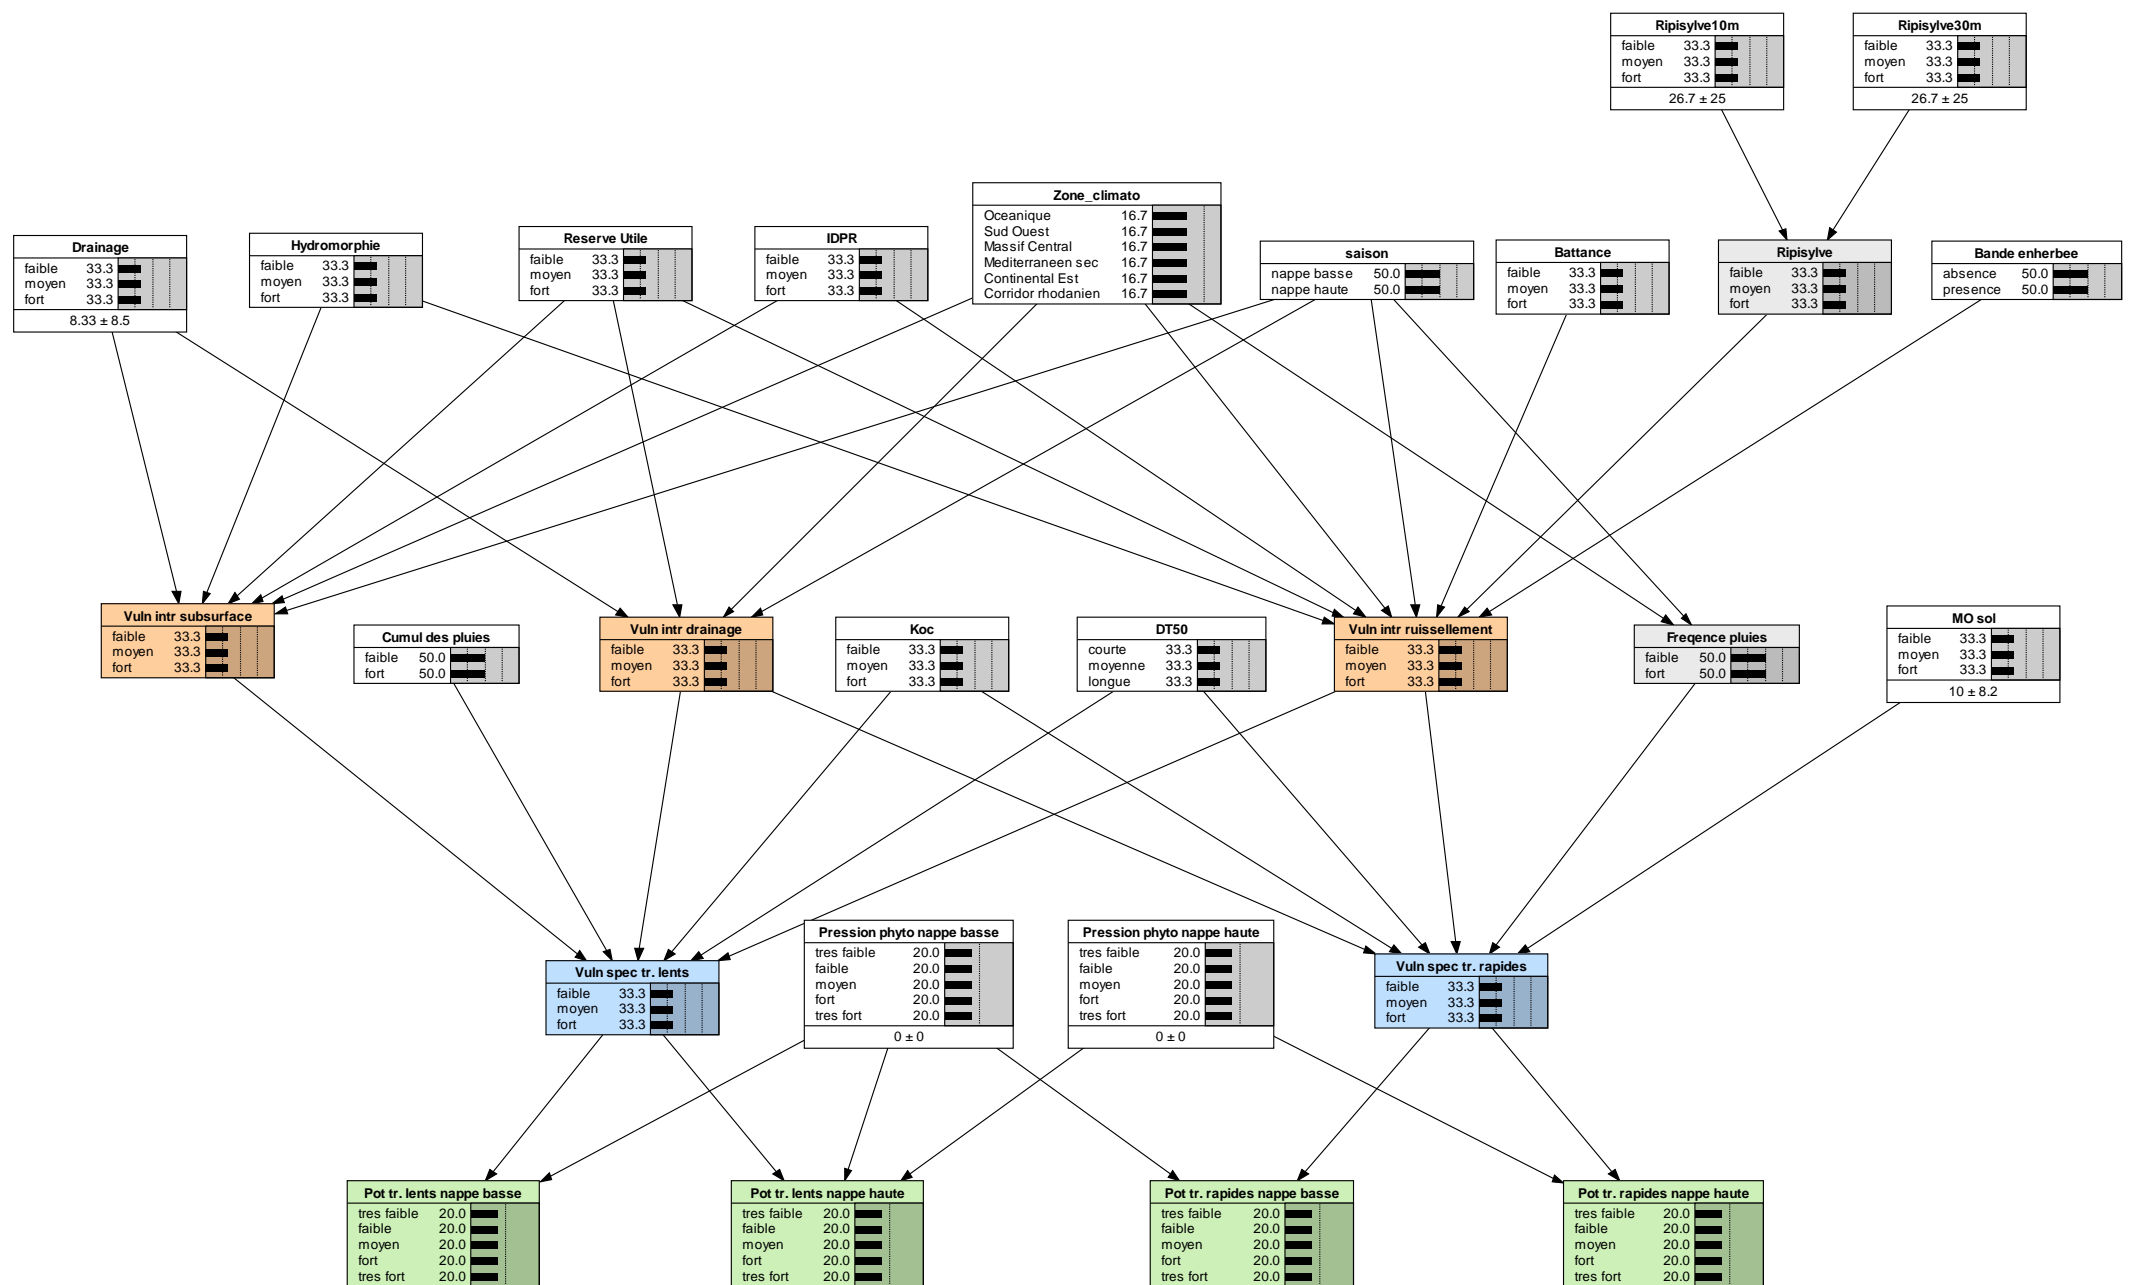 Ripisylve10m
faible 33.3
moyen 33.3
fort 33.3
26.7 ± 25
Ripisylve30m
faible 33.3
moyen 33.3
fort 33.3
26.7 ± 25
Drainage
faible 33.3
moyen 33.3
fort 33.3
8.33 ± 8.5
Hydromorphie
faible 33.3
moyen 33.3
fort 33.3
Reserve Utile
faible 33.3
moyen 33.3
fort 33.3
IDPR
faible 33.3
moyen 33.3
fort 33.3
Zone_climato
Oceanique 16.7
Sud Ouest 16.7
Massif Central 16.7
Mediterraneen sec 16.7
Continental Est 16.7
Corridor rhodanien 16.7
saison
nappe basse 50.0
nappe haute 50.0
Battance
faible 33.3
moyen 33.3
fort 33.3
Ripisylve
faible 33.3
moyen 33.3
fort 33.3
Bande enherbee
absence 50.0
presence 50.0
Vuln intr subsurface
faible 33.3
moyen 33.3
fort 33.3
Cumul des pluies
faible 50.0
fort 50.0
Vuln intr drainage
faible 33.3
moyen 33.3
fort 33.3
Koc
faible 33.3
moyen 33.3
fort 33.3
DT50
courte 33.3
moyenne 33.3
longue 33.3
Vuln intr ruissellement
faible 33.3
moyen 33.3
fort 33.3
Freqence pluies
faible 50.0
fort 50.0
MO sol
faible 33.3
moyen 33.3
fort 33.3
10 ± 8.2
Vuln spec tr. lents
faible 33.3
moyen 33.3
fort 33.3
Pression phyto nappe basse
tres faible 20.0
faible 20.0
moyen 20.0
fort 20.0
tres fort 20.0
0 ± 0
Pression phyto nappe haute
tres faible 20.0
faible 20.0
moyen 20.0
fort 20.0
tres fort 20.0
0 ± 0
Vuln spec tr. rapides
faible 33.3
moyen 33.3
fort 33.3
Pot tr. lents nappe basse
tres faible 20.0
faible 20.0
moyen 20.0
fort 20.0
tres fort 20.0
Pot tr. lents nappe haute
tres faible 20.0
faible 20.0
moyen 20.0
fort 20.0
tres fort 20.0
Pot tr. rapides nappe basse
tres faible 20.0
faible 20.0
moyen 20.0
fort 20.0
tres fort 20.0
Pot tr. rapides nappe haute
tres faible 20.0
faible 20.0
moyen 20.0
fort 20.0
tres fort 20.0